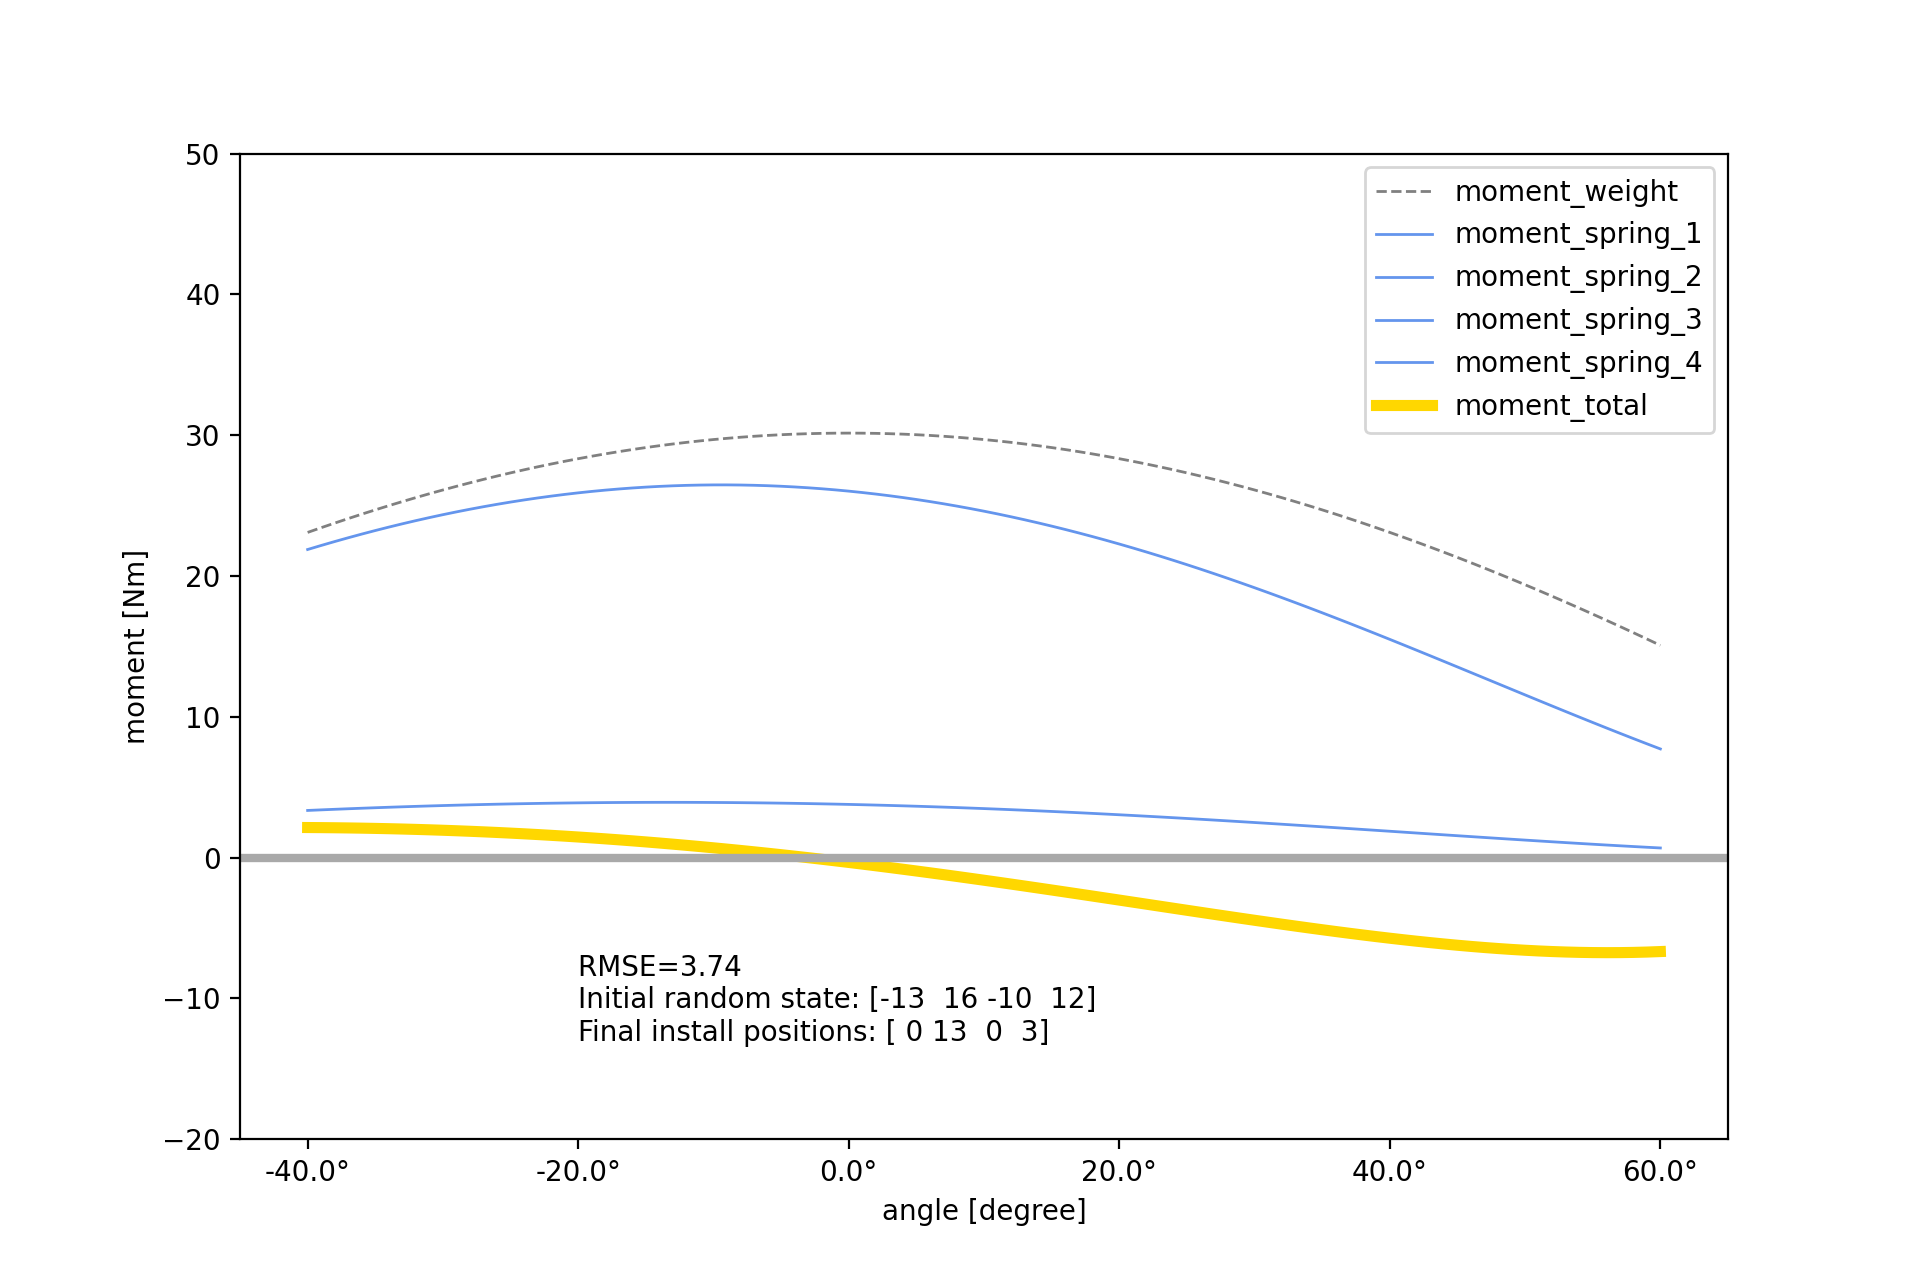 50
40
30
20
10
0
−10
−20
moment [Nm]
moment_weight
moment_spring_1
moment_spring_2
moment_spring_3
moment_spring_4
moment_total
RMSE=3.74
Initial random state: [-13  16 -10  12]
Final install positions: [ 0 13  0  3]
-40.0° -20.0° 0.0° 20.0° 40.0° 60.0°
angle [degree]